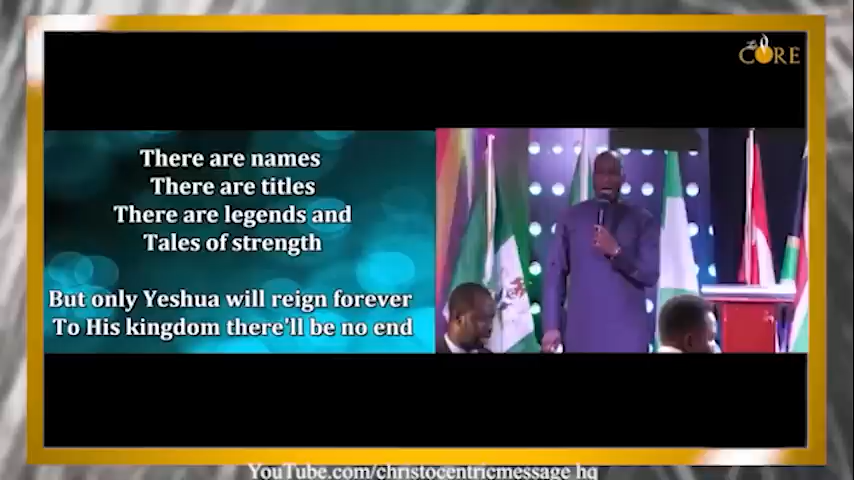 The CORE
There are names
There are titles
There are legends and
Tales of strength
But only Yeshua will reign forever
To His kingdom there'll be no end
YouTube.com/christocentricmessage hq